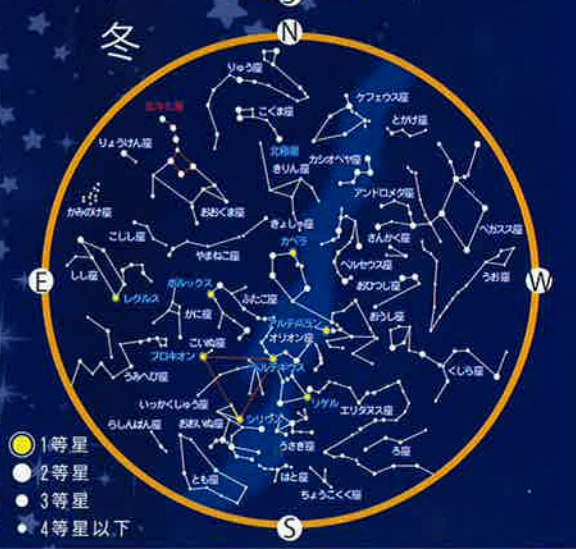 冬
N
りゅう座
ケフェウス座
北斗七星
こぐま座
とかげ座
りょうけん座
北極星
カシオペヤ座
きりん座
アンドロメダ座
かみのけ座
おおぐま座
きょしゃ座
ペガスス座
こじし座
カペラ
さんかく座
やまねこ座
ペルセウス座
しし座
うお座
E
ポルックス
おひつじ座
W
レグルス
ふたご座
かに座
アルデバラン
おうし座
オリオン座
こいぬ座
プロキオン
ベテルギウス
くじら座
うみへび座
いっかくじゅう座
リゲル
エリダヌス座
らしんばん座
おおいぬ座
シリウス
うさぎ座
ろ座
とも座
はと座
ちょうこくぐ座
S
1等星
2等星
3等星
4等星以下